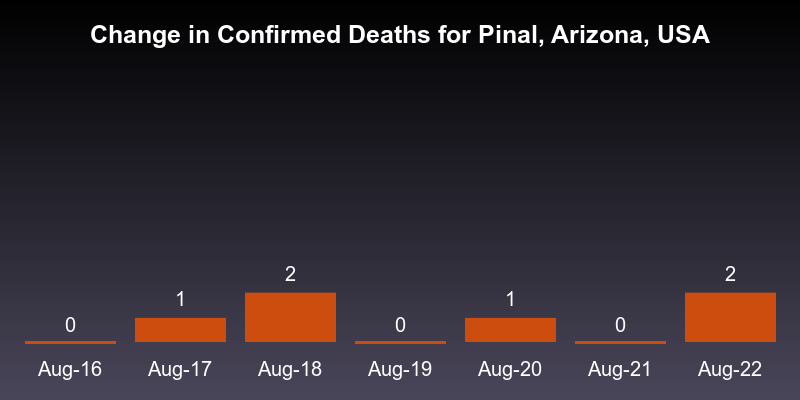 Change in Confirmed Deaths for Pinal, Arizona, USA
0 1 2 0 1 0 2
Aug-16 Aug-17 Aug-18 Aug-19 Aug-20 Aug-21 Aug-22